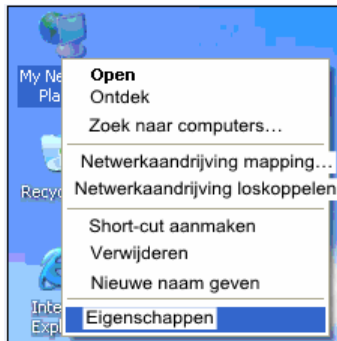 My Ne
Pla
Open
Ontdek
Zoek naar computers...
Netwerkaandrijving mapping...
Netwerkaandrijving loskoppelen
Recy
Short-cut aanmaken
Verwijderen
Nieuwe naam geven
Inte
Expl
Eigenschappen